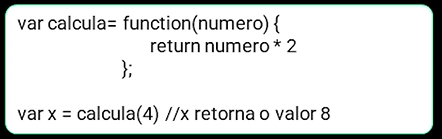 var calcula= function(numero) {
return numero * 2
};
var x = calcula(4) //x retorna o valor 8